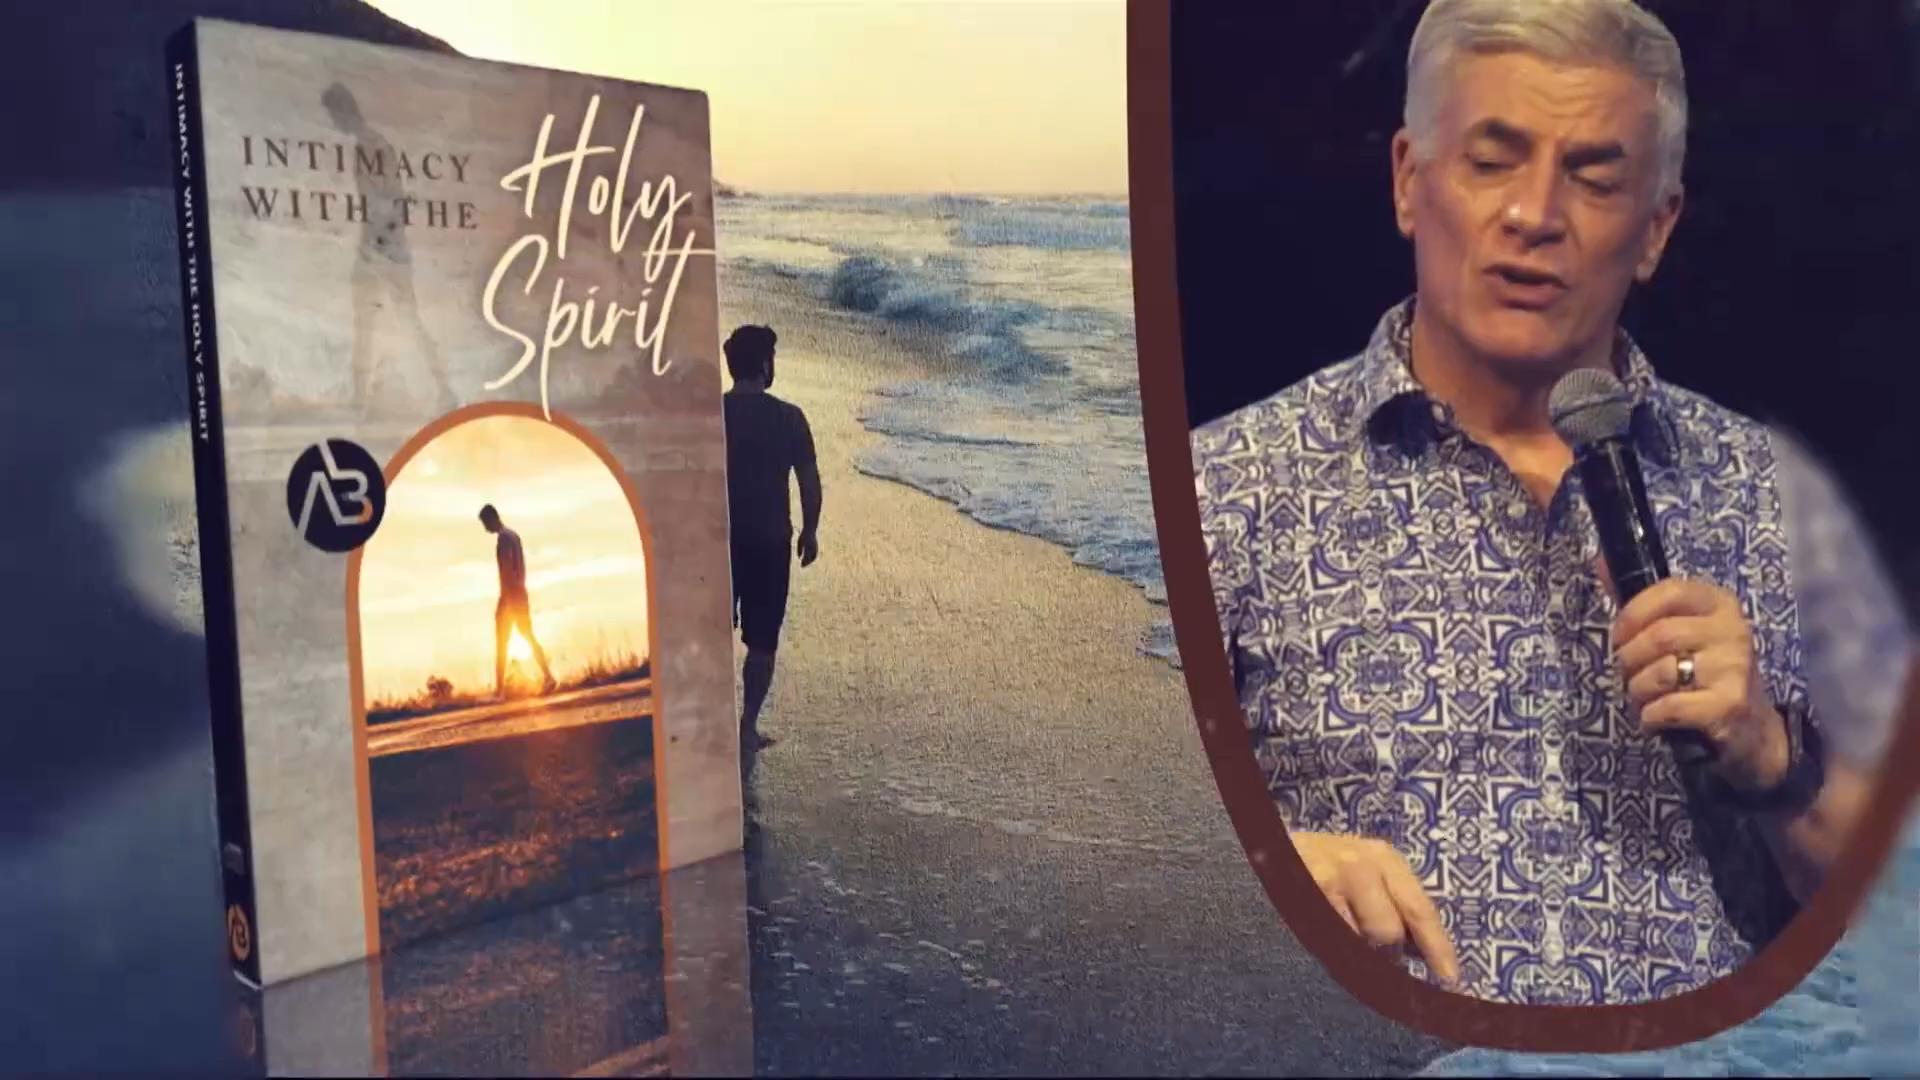 INTIMACY WITH THE HOLY SPIRIT
INTIMACY
WITH THE
Holy
Spirit
AB